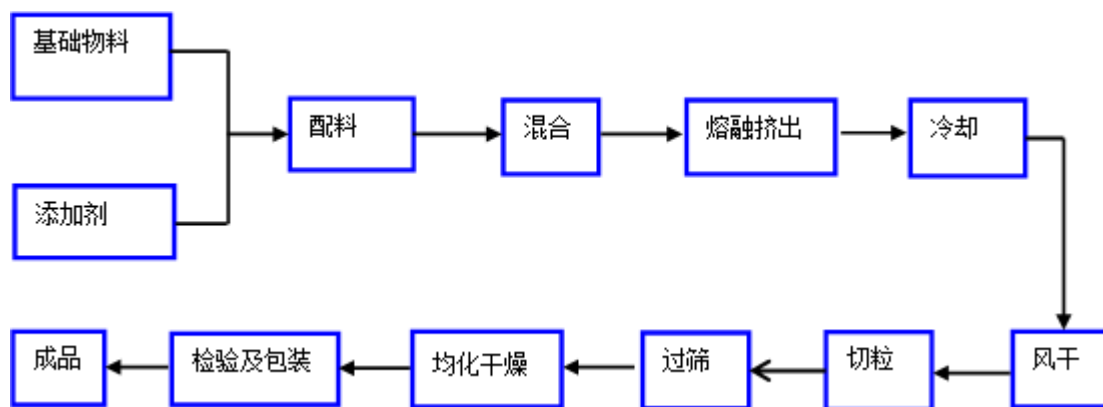 基础物料
添加剂
配料
混合
熔融挤出
冷却
风干
切粒
过筛
均化干燥
检验及包装
成品